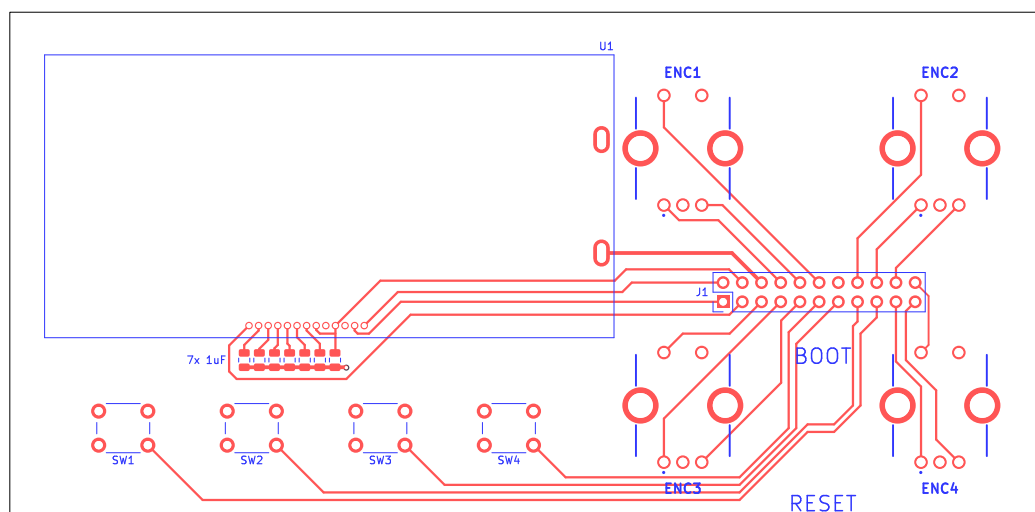 U1
ENC1
ENC2
J1
7x 1uF
BOOT
SW1
SW2
SW3
SW4
ENC3
ENC4
RESET